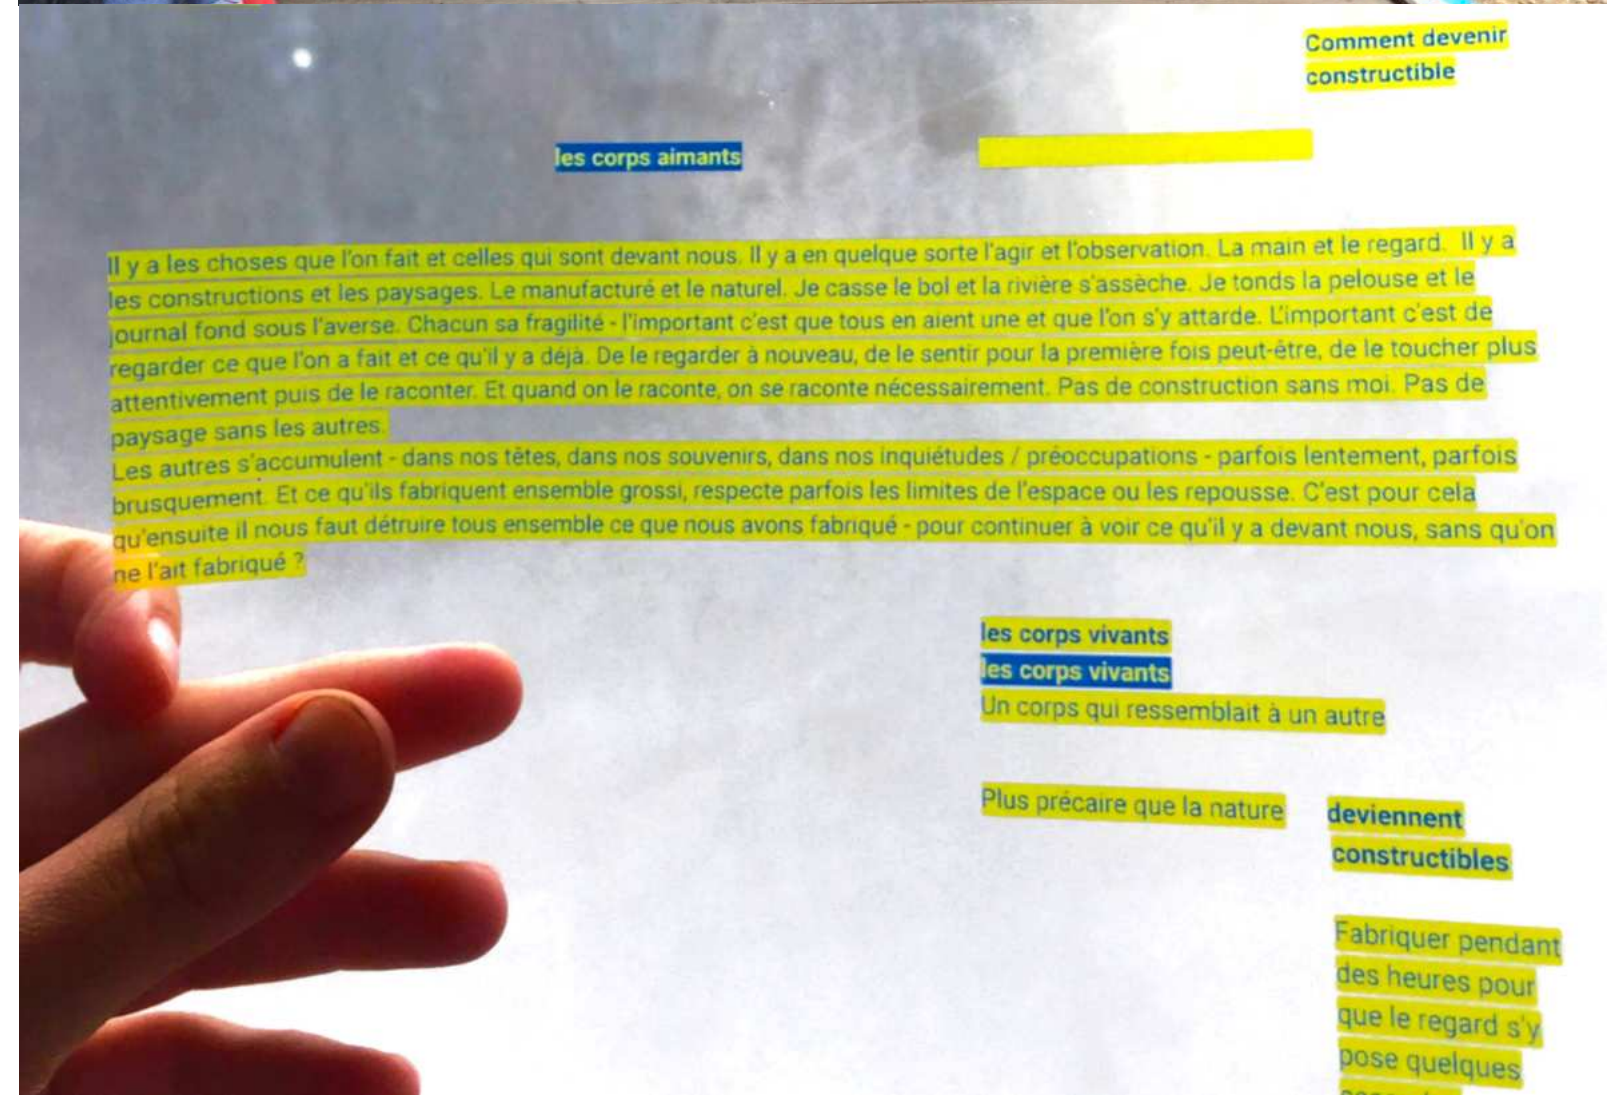 Comment devenir
constructible
les corps aimants
Il y a les choses que l'on fait et celles qui sont devant nous. Il y a en quelque sorte l'agir et l'observation. La main et le regard. Il y a
les constructions et les paysages. Le manufacturé et le naturel. Je casse le bol et la rivière s'assèche. Je tonds la pelouse et le
journal fond sous l'averse. Chacun sa fragilité - l'important c'est que tous en aient une et que l'on s'y attarde. L'important c'est de
regarder ce que l'on a fait et ce qu'il y a déjà. De le regarder à nouveau, de le sentir pour la première fois peut-être, de le toucher plus
attentivement puis de le raconter. Et quand on le raconte, on se raconte nécessairement. Pas de construction sans moi. Pas de
paysage sans les autres.
Les autres s'accumulent - dans nos têtes, dans nos souvenirs, dans nos inquiétudes / préoccupations - parfois lentement, parfois
brusquement. Et ce qu'ils fabriquent ensemble grossi, respecte parfois les limites de l'espace ou les repousse. C'est pour cela
qu'ensuite il nous faut détruire tous ensemble ce que nous avons fabriqué - pour continuer à voir ce qu'il y a devant nous, sans qu'on
ne l'ait fabriqué ?
les corps vivants
les corps vivants
Un corps qui ressemblait à un autre
Plus précaire que la nature
deviennent
constructibles
Fabriquer pendant
des heures pour
que le regard s'y
pose quelques